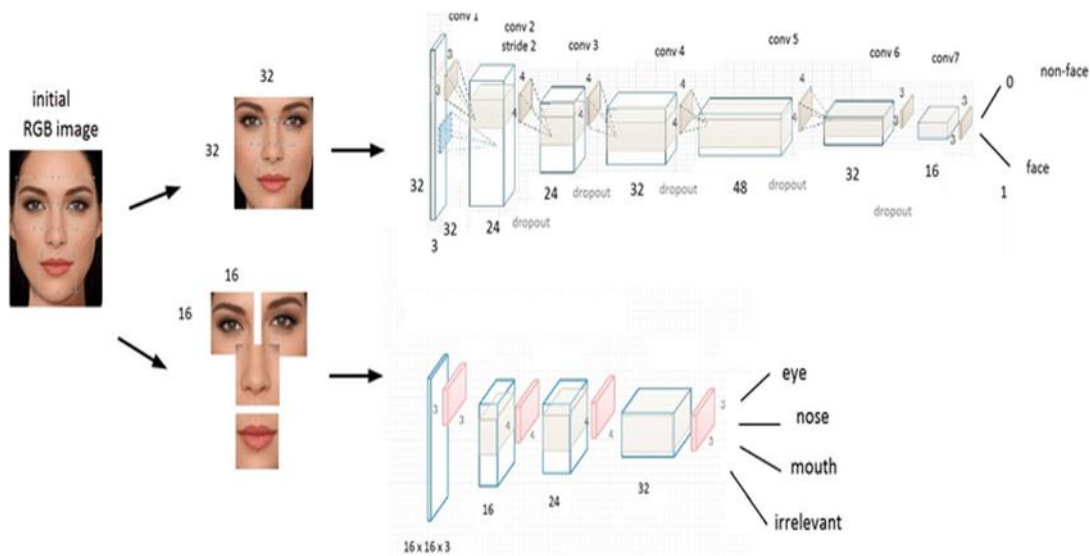 conv 1
conv 2
stride 2
conv 3
conv 4
conv 5
conv 6
conv7
initial
RGB image
32
32
3
3
4
4
4
4
4
4
4
3
3
3
3
0
non-face
face
1
32
32
3
24
dropout
24
dropout
32
dropout
48
dropout
32
dropout
16
16
16
3
3
4
4
4
4
3
3
16
24
32
16 x 16 x 3
eye
nose
mouth
irrelevant